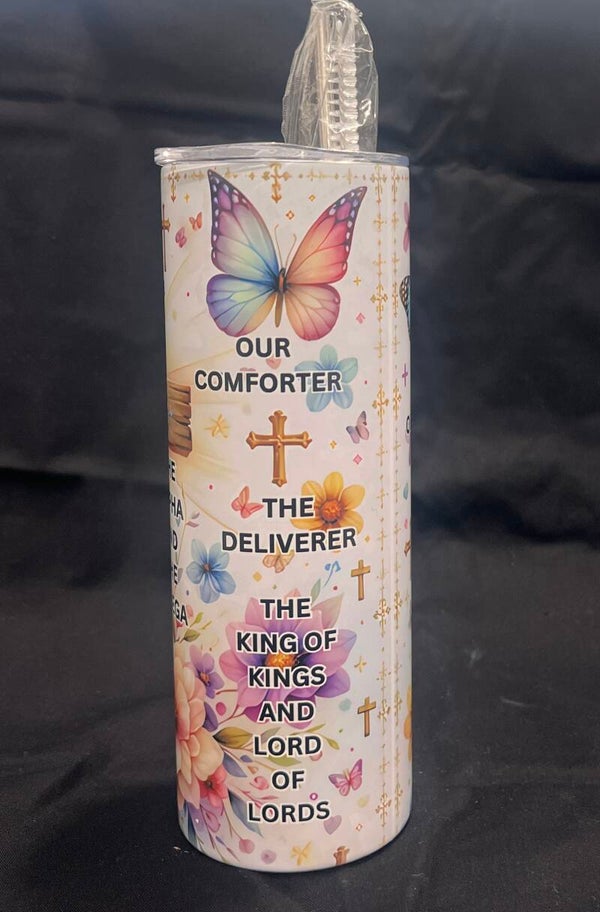 OUR
COMFORTER
THE
DELIVERER
THE
KING OF
KINGS
AND
LORD
OF
LORDS